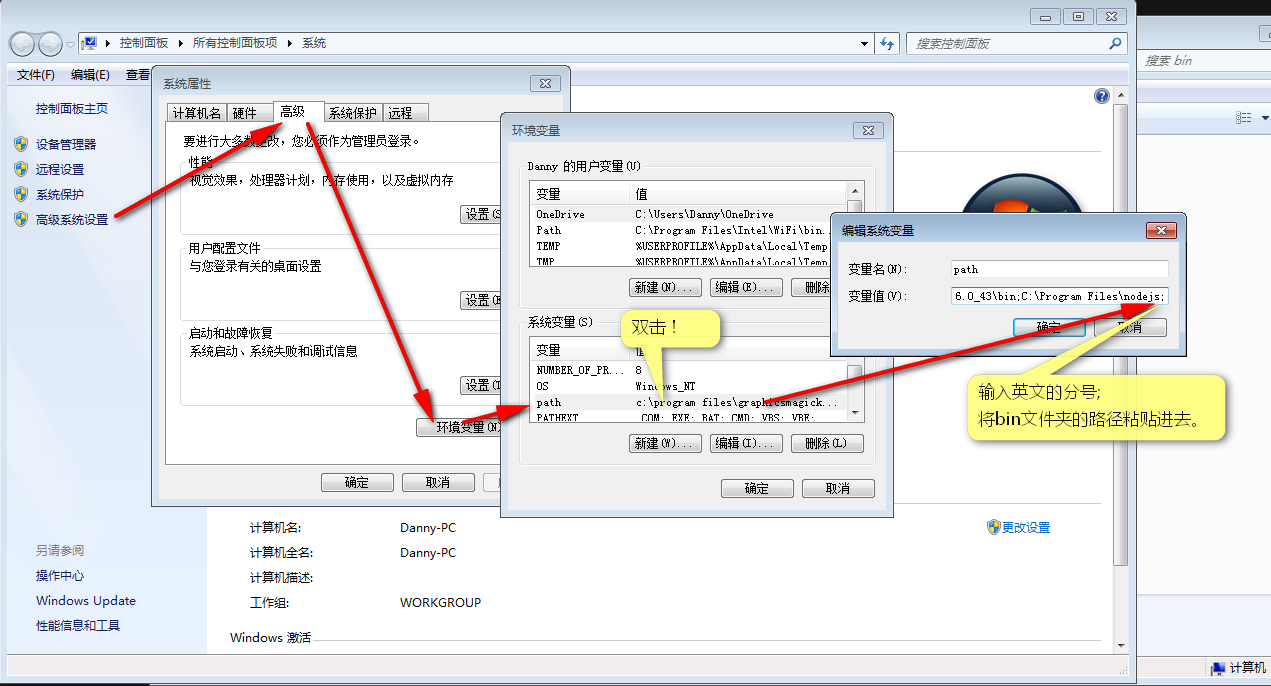 控制面板 所有控制面板项 系统
搜索控制面板
搜索 bin
文件(F) 编辑(E) 查看
控制面板主页
设备管理器
远程设置
系统保护
高级系统设置
另请参阅
操作中心
Windows Update
性能信息和工具
系统属性
计算机名 硬件 高级 系统保护 远程
要进行大多数更改，您必须作为管理员登录。
性能
视觉效果，处理器计划，内存使用，以及虚拟内存
设置(S
用户配置文件
与您登录有关的桌面设置
设置(E
启动和故障恢复
系统启动、系统失败和调试信息
设置(T
环境变量(N)
确定 取消
环境变量
Danny 的用户变量(U)
变量 值
OneDrive C:\Users\Danny\OneDrive
Path C:\Program Files\Intel\WiFi\bin...
TEMP %USERPROFILE%\AppData\Local\Temp
TMP %USERPROFILE%\AppData\Local\Temp
新建(N)... 编辑(E)... 删除
系统变量(S)
变量 值
NUMBER_OF_PR... 8
OS Windows_NT
path c:\program files\graphicsmagick...
PATHEXT .COM;.EXE;.BAT;.CMD;.VBS;.VBE;
新建(W)... 编辑(I)... 删除(L)
确定 取消
双击！
编辑系统变量
变量名(N): path
变量值(V): 6.0_43\bin;C:\Program Files\nodejs;
确定 取消
输入英文的分号;
将bin文件夹的路径粘贴进去。
计算机名: Danny-PC
计算机全名: Danny-PC
计算机描述:
工作组: WORKGROUP
更改设置
Windows 激活
计算机